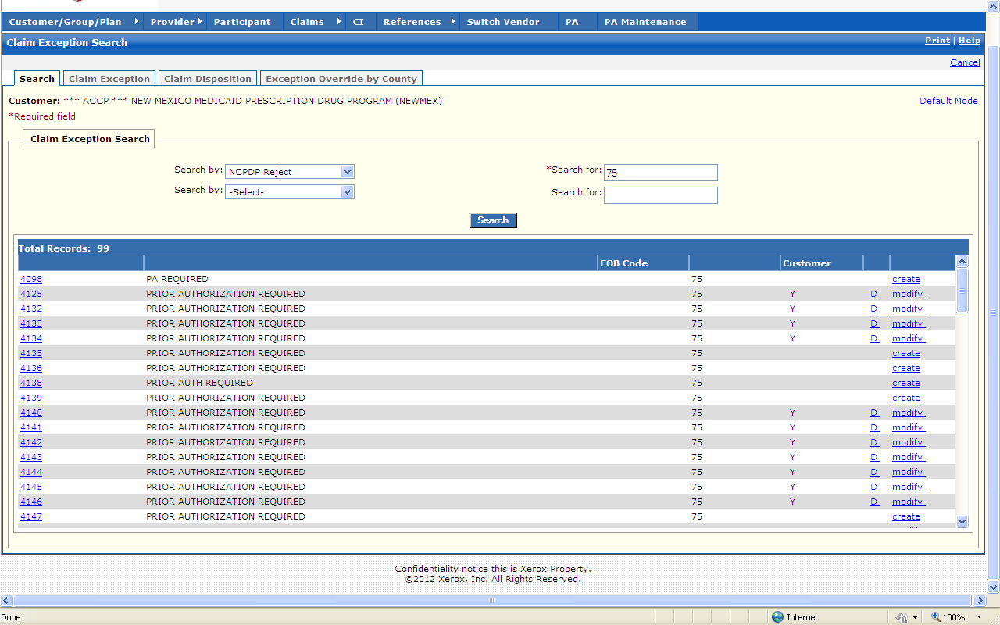 Customer/Group/Plan Provider Participant Claims CI References Switch Vendor PA PA Maintenance
Claim Exception Search Print | Help
Cancel
Search Claim Exception Claim Disposition Exception Override by County
Customer: *** ACCP *** NEW MEXICO MEDICAID PRESCRIPTION DRUG PROGRAM (NEWMEX) Default Mode
*Required field
Claim Exception Search
Search by: NCPDP Reject *Search for: 75
Search by: -Select- Search for:
Search
Total Records: 99
EOB Code Customer
4098 PA REQUIRED 75 create
4125 PRIOR AUTHORIZATION REQUIRED 75 Y D modify
4132 PRIOR AUTHORIZATION REQUIRED 75 Y D modify
4133 PRIOR AUTHORIZATION REQUIRED 75 Y D modify
4134 PRIOR AUTHORIZATION REQUIRED 75 Y D modify
4135 PRIOR AUTHORIZATION REQUIRED 75 create
4136 PRIOR AUTHORIZATION REQUIRED 75 create
4138 PRIOR AUTH REQUIRED 75 create
4139 PRIOR AUTHORIZATION REQUIRED 75 create
4140 PRIOR AUTHORIZATION REQUIRED 75 Y D modify
4141 PRIOR AUTHORIZATION REQUIRED 75 Y D modify
4142 PRIOR AUTHORIZATION REQUIRED 75 Y D modify
4143 PRIOR AUTHORIZATION REQUIRED 75 Y D modify
4144 PRIOR AUTHORIZATION REQUIRED 75 Y D modify
4145 PRIOR AUTHORIZATION REQUIRED 75 Y D modify
4146 PRIOR AUTHORIZATION REQUIRED 75 Y D modify
4147 PRIOR AUTHORIZATION REQUIRED 75 create
Confidentiality notice this is Xerox Property.
©2012 Xerox, Inc. All Rights Reserved.
Done Internet 100%